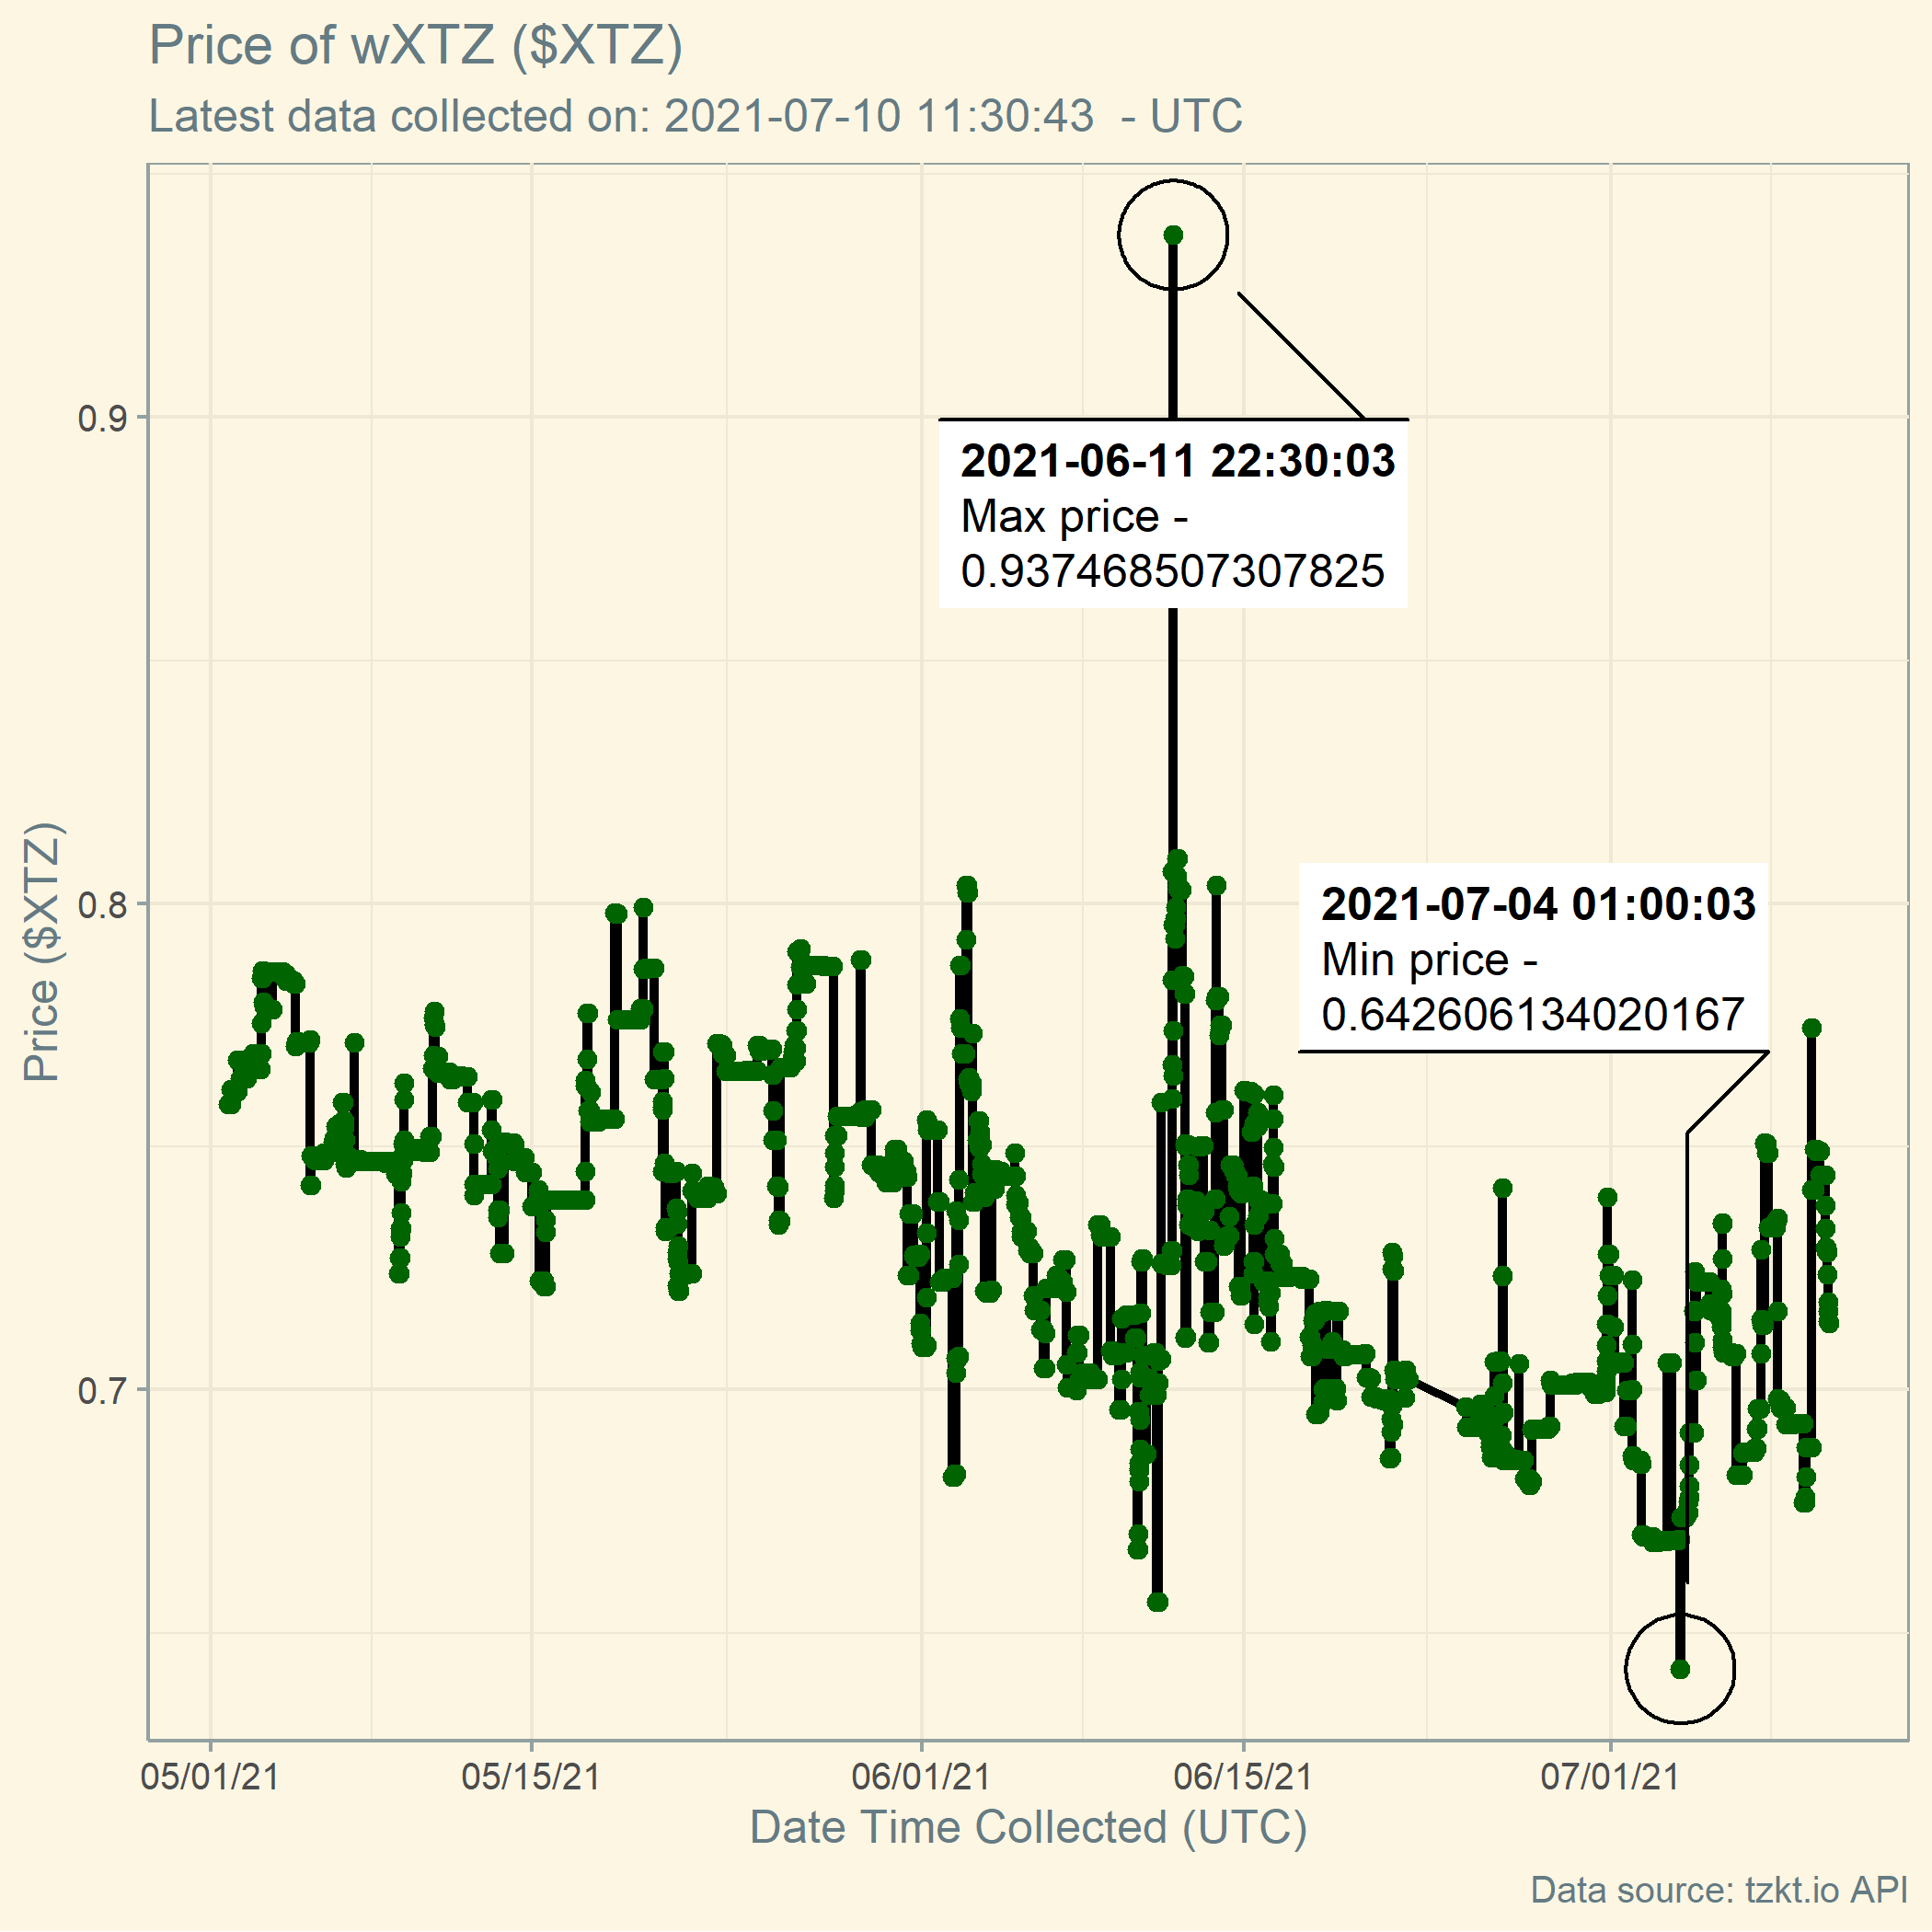 Price of wXTZ ($XTZ)
Latest data collected on: 2021-07-10 11:30:43  - UTC
Price ($XTZ)
0.9
0.8
0.7
2021-06-11 22:30:03
Max price -
0.937468507307825
2021-07-04 01:00:03
Min price -
0.642606134020167
05/01/21
05/15/21
06/01/21
06/15/21
07/01/21
Date Time Collected (UTC)
Data source: tzkt.io API